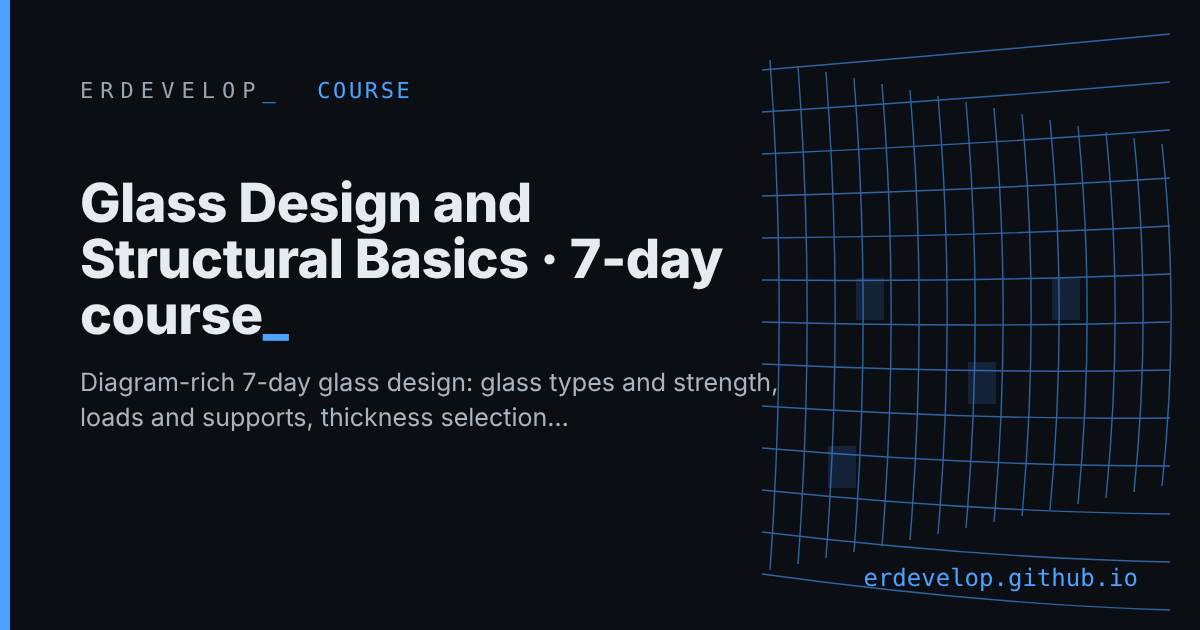 ERDEVELOP_ COURSE
Glass Design and
Structural Basics · 7-day
course_
Diagram-rich 7-day glass design: glass types and strength,
loads and supports, thickness selection…
erdevelop.github.io